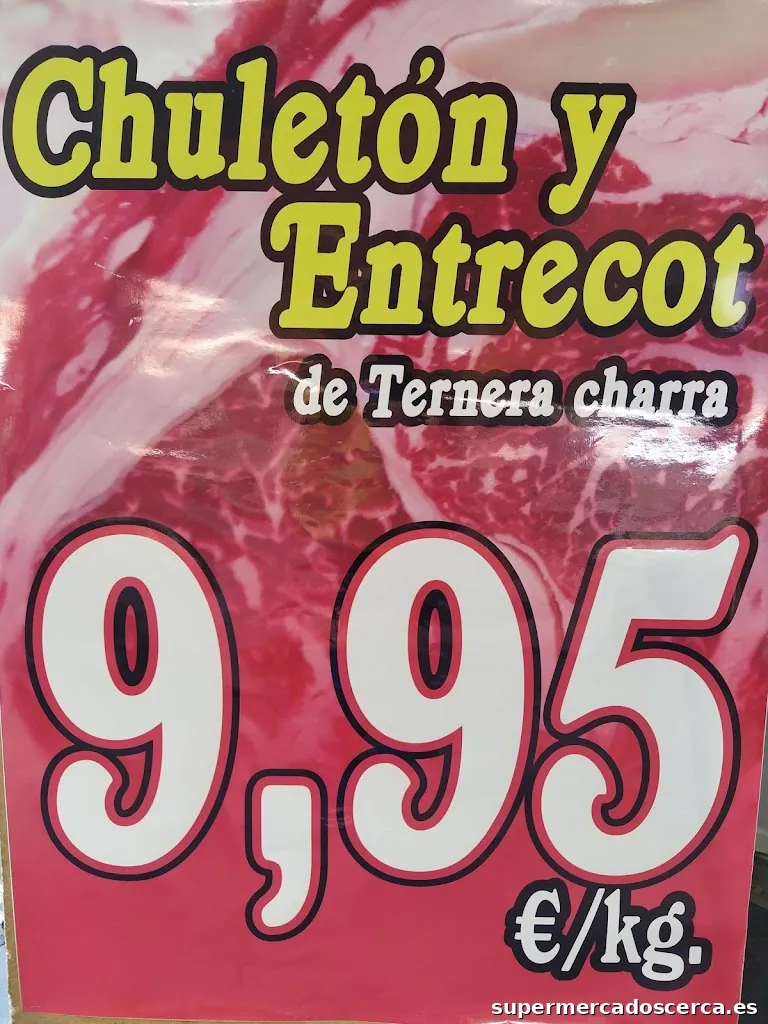 Chuletón y
Entrecot
de Ternera charra
9,95
€/kg.
supermercadoscerca.es